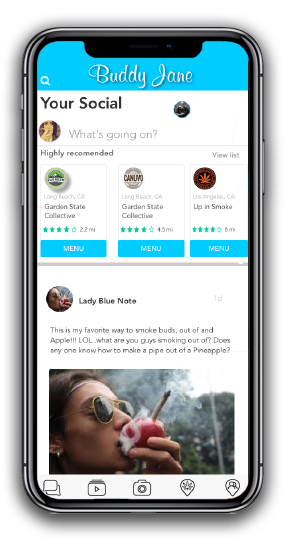 Buddy Jane
Your Social
What's going on?
Highly recomended
View list
CANUVO
Long Beach, CA
Long Beach, CA
Los Angeles, CA
Garden State
Collective
Garden State
Collective
Up in Smoke
2.2 mi
4.5 mi
8 mi
MENU
MENU
MENU
Lady Blue Note
1d
This is my favorite way to smoke buds, out of and
Apple!!! LOL..what are you guys smoking out of? Does
any one know how to make a pipe out of a Pineapple?